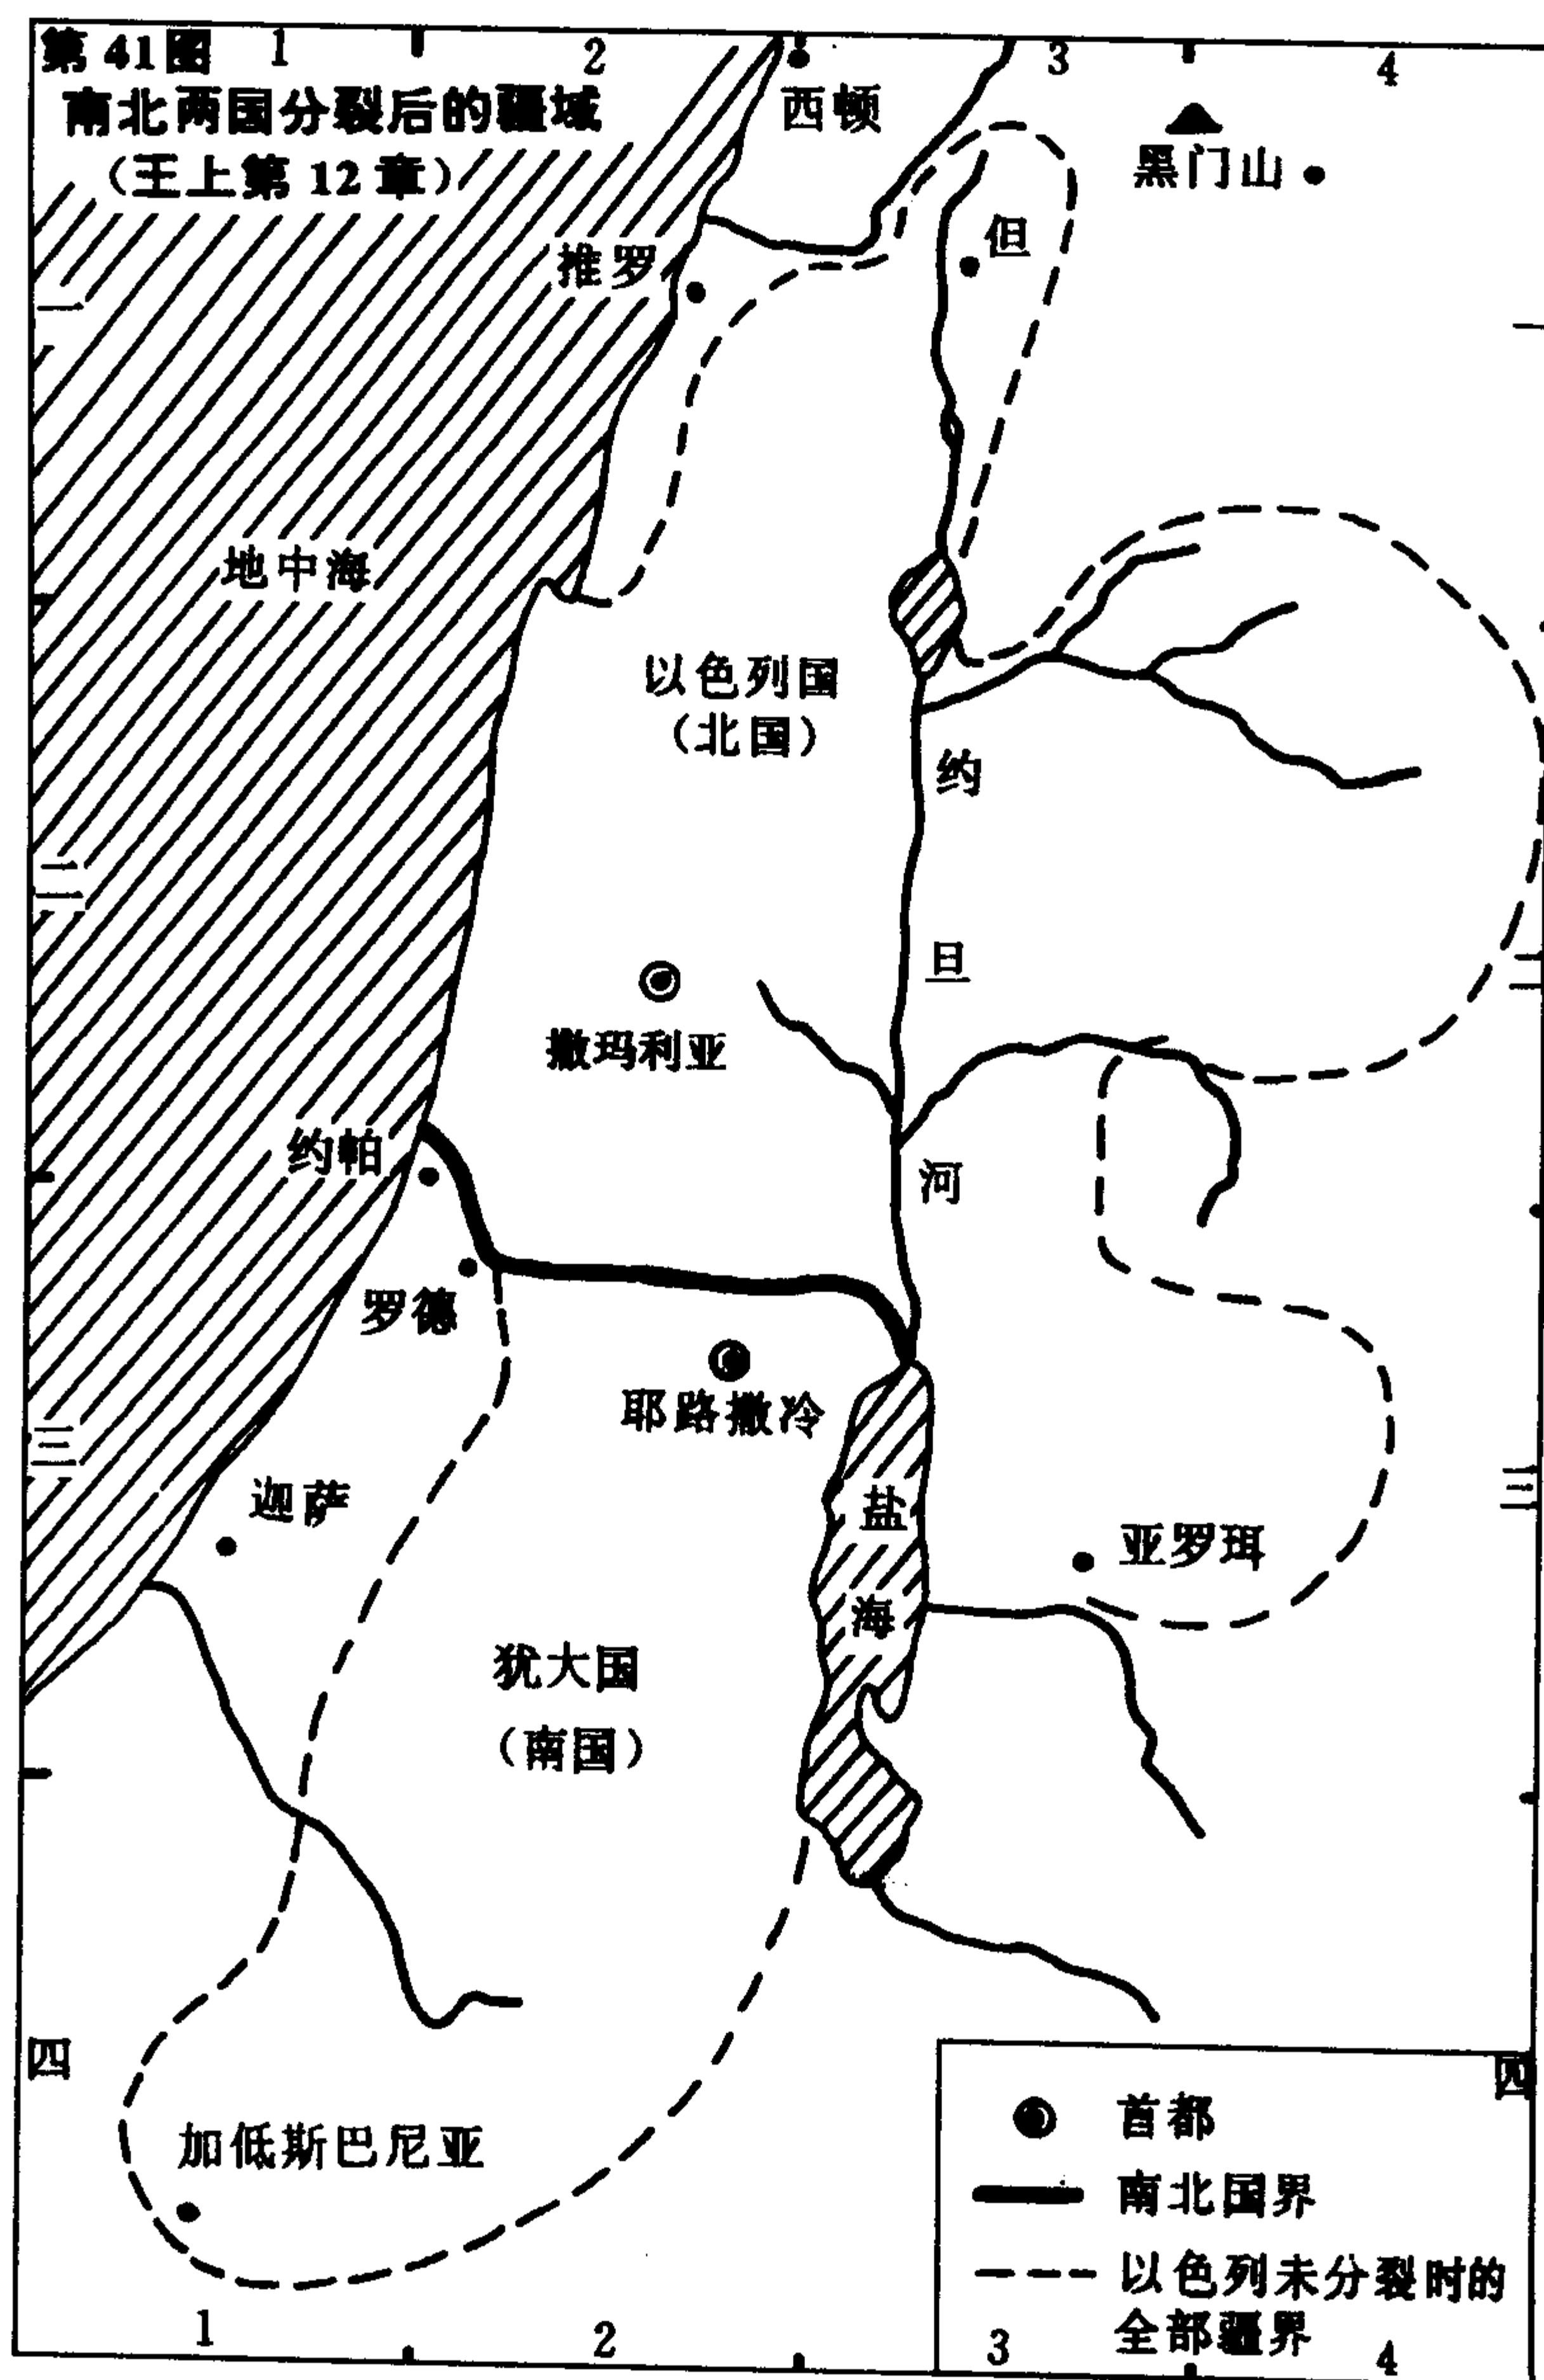 第41图
1
2
3
4
南北两国分裂后的疆域
（王上第12章）
西顿
黑门山
但
推罗
一
地中海
以色列国
（北国）
约
二
旦
二
撒玛利亚
约帕
河
罗德
耶路撒冷
三
迦萨
盐
三
亚罗珥
海
犹大国
（南国）
四
四
首都
加低斯巴尼亚
南北国界
以色列未分裂时的
全部疆界
1
2
3
4